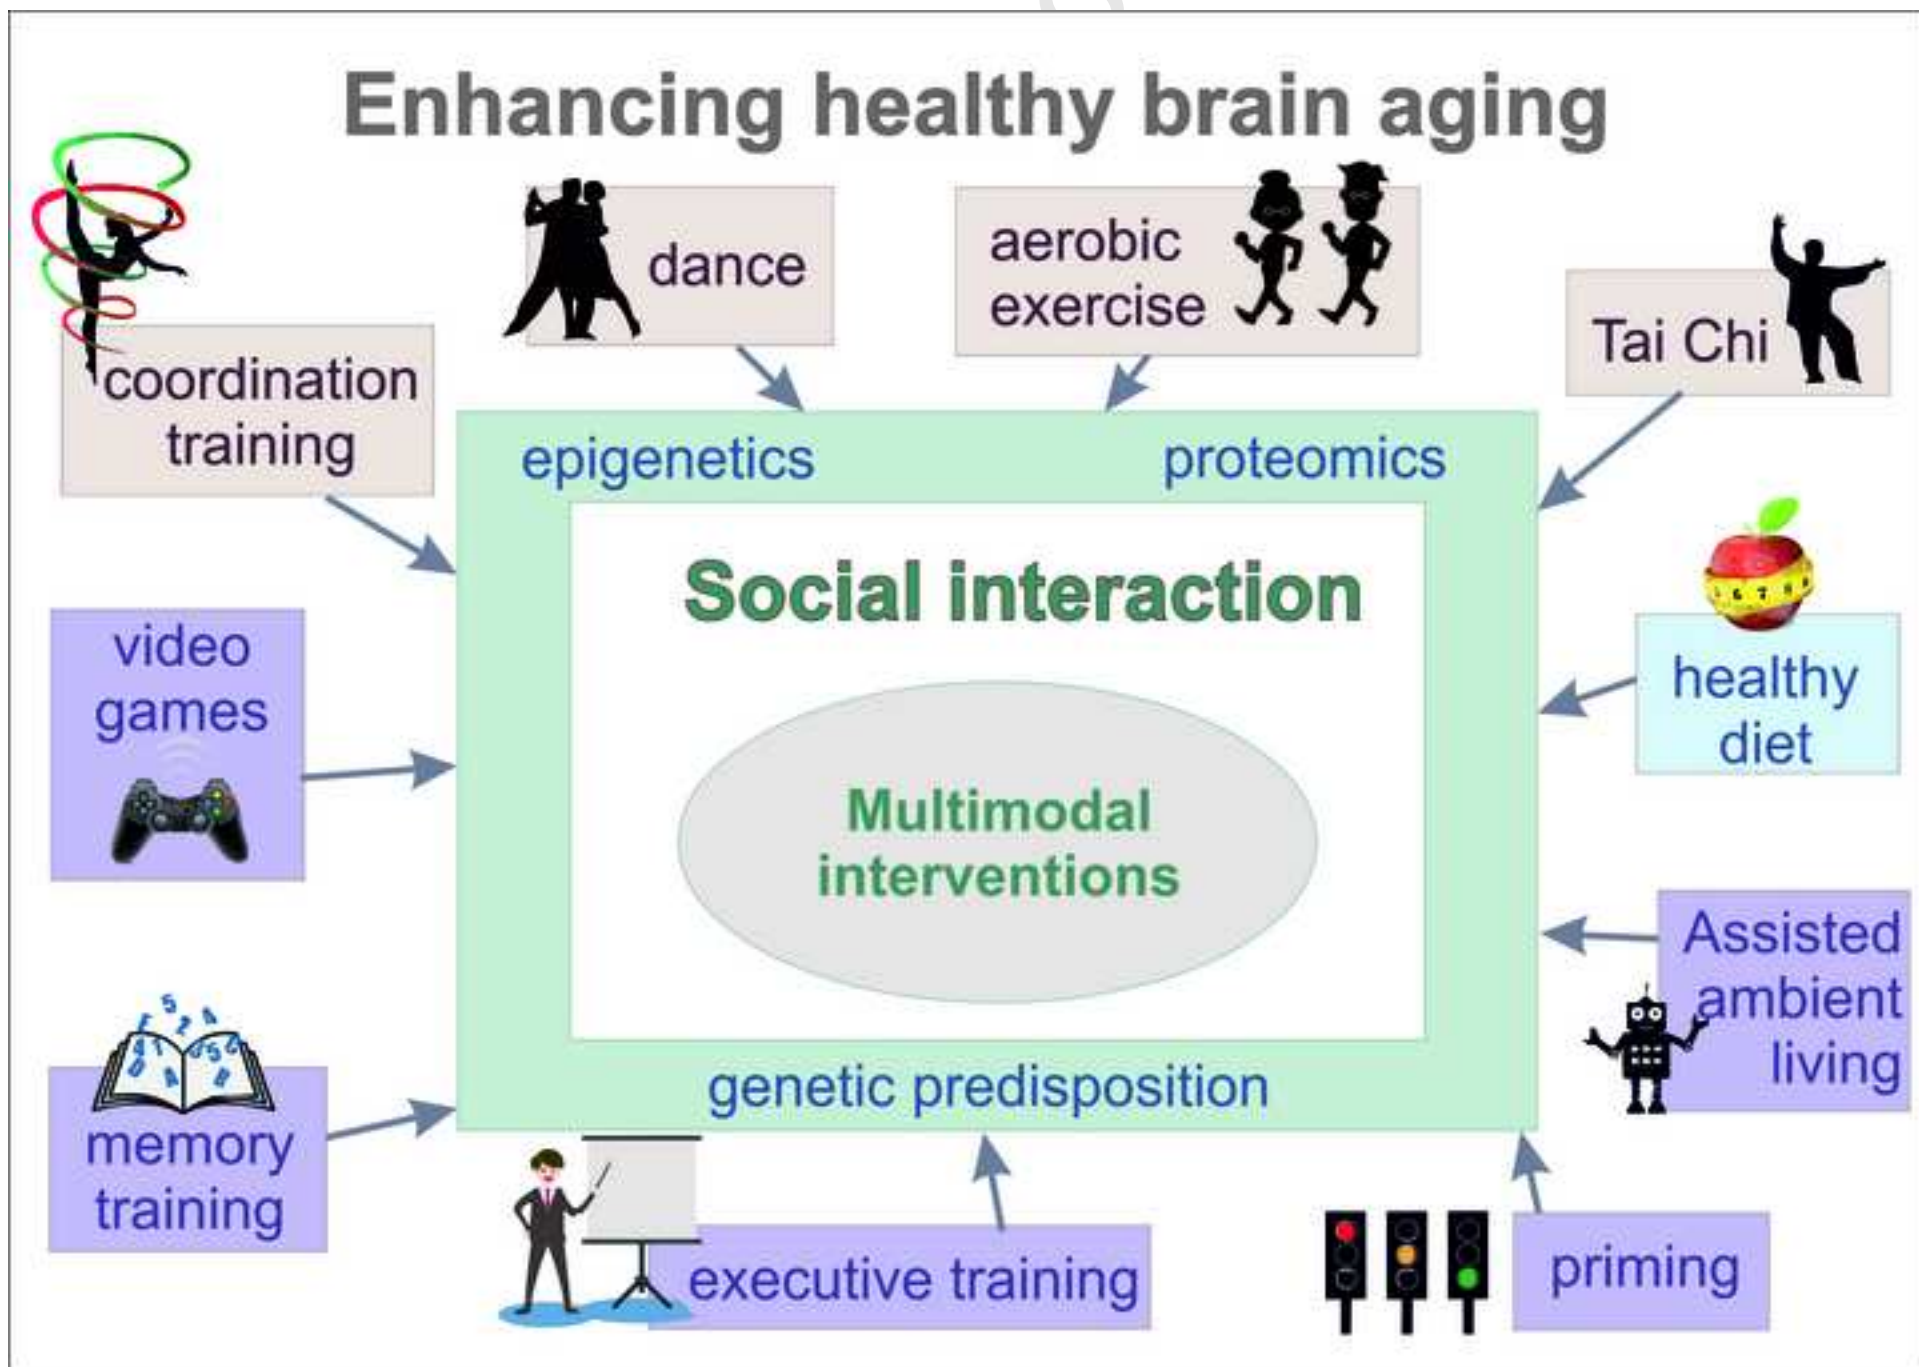 Enhancing healthy brain aging
dance
aerobic
exercise
Tai Chi
coordination
training
epigenetics
proteomics
Social interaction
video
games
healthy
diet
Multimodal
interventions
Assisted
ambient
living
genetic predisposition
memory
training
executive training
priming